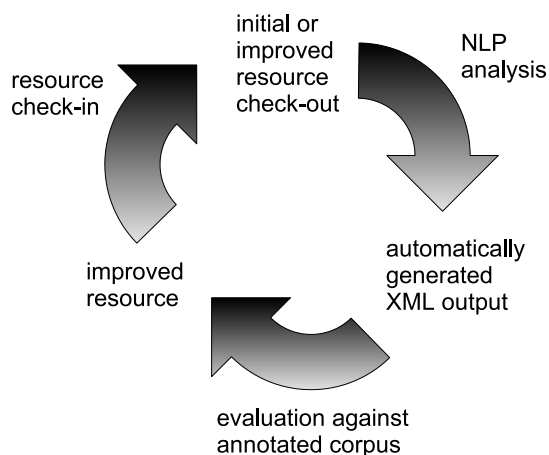 initial or
improved
resource
check-out
NLP
analysis
automatically
generated
XML output
evaluation against
annotated corpus
improved
resource
resource
check-in